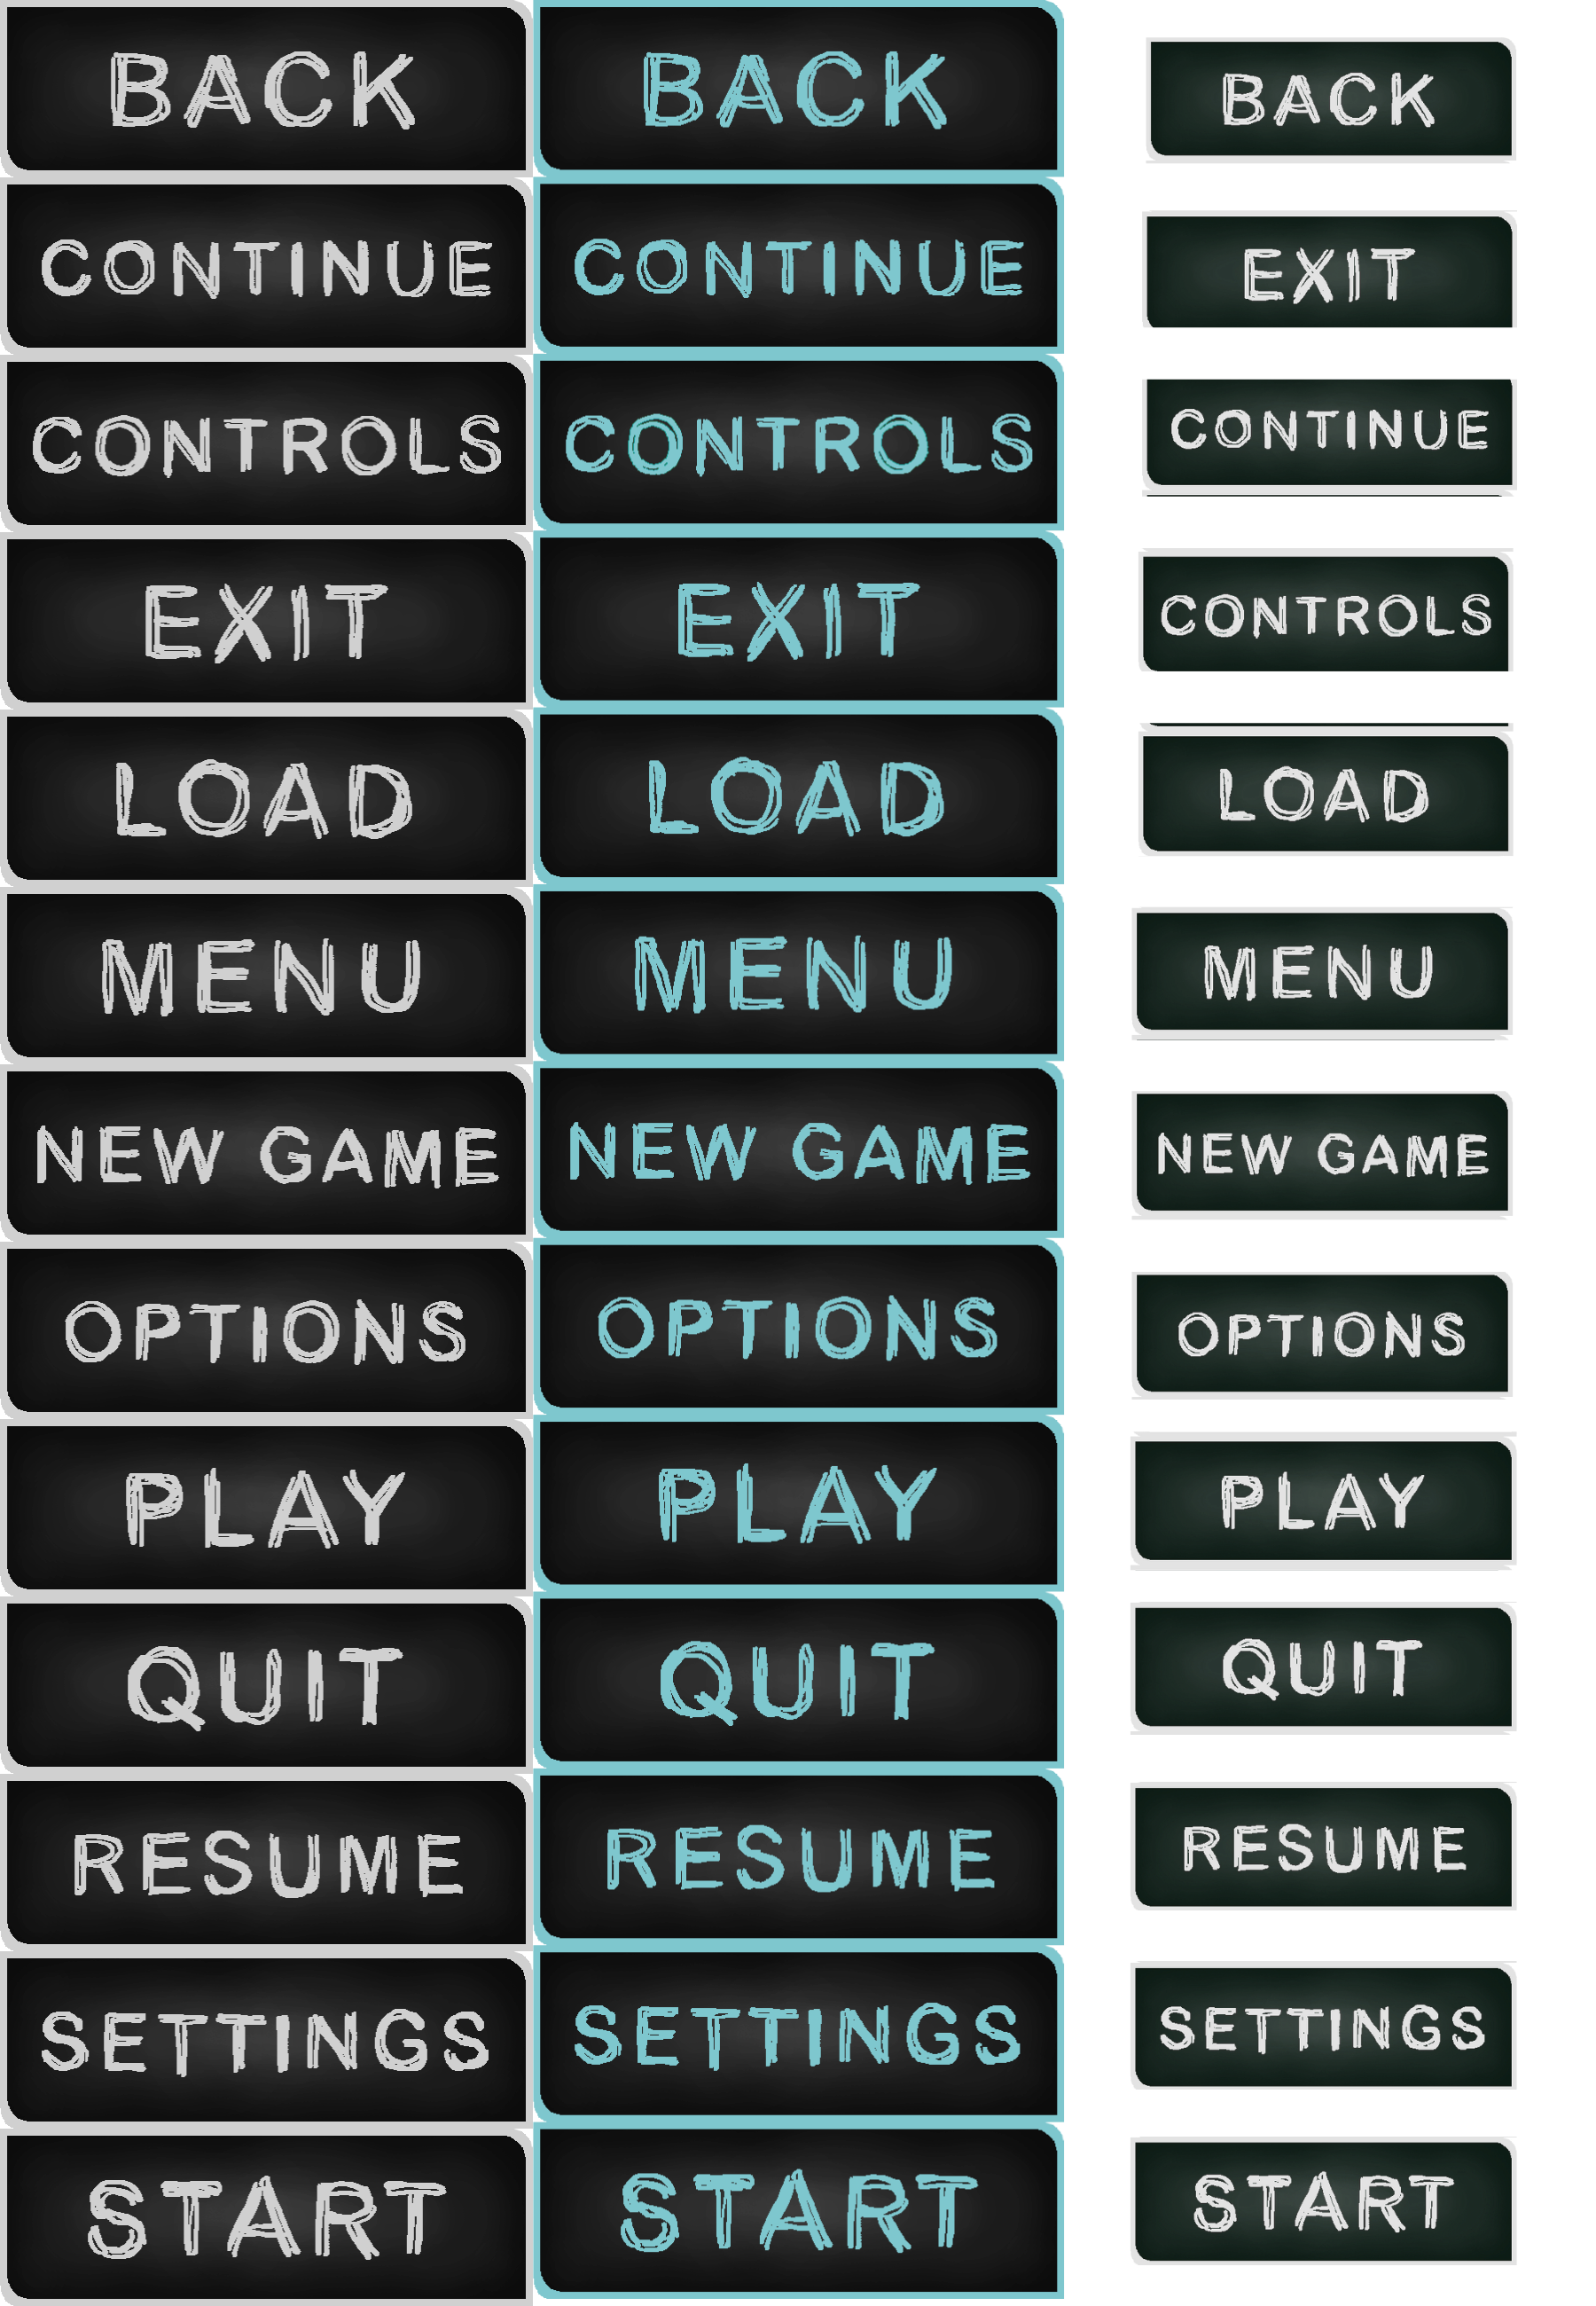 BACK BACK BACK
CONTINUE CONTINUE EXIT
CONTROLS CONTROLS CONTINUE
EXIT EXIT CONTROLS
LOAD LOAD LOAD
MENU MENU MENU
NEW GAME NEW GAME NEW GAME
OPTIONS OPTIONS OPTIONS
PLAY PLAY PLAY
QUIT QUIT QUIT
RESUME RESUME RESUME
SETTINGS SETTINGS SETTINGS
START START START